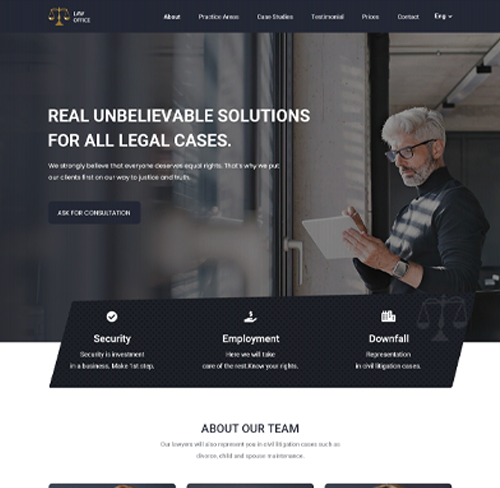 LAW
OFFICE
About Practice Areas Case Studies Testimonial Prices Contact Eng
REAL UNBELIEVABLE SOLUTIONS
FOR ALL LEGAL CASES.
We strongly believe that everyone deserves equal rights. That's why we put
our clients first on our way to justice and truth.
ASK FOR CONSULTATION
Security
Security is investment
in a business. Make 1st step.
Employment
Here we will take
care of the rest.Know your rights.
Downfall
Representation
in civil litigation cases.
ABOUT OUR TEAM
Our lawyers will also represent you in civil litigation cases such as
divorce, child and spouse maintenance.